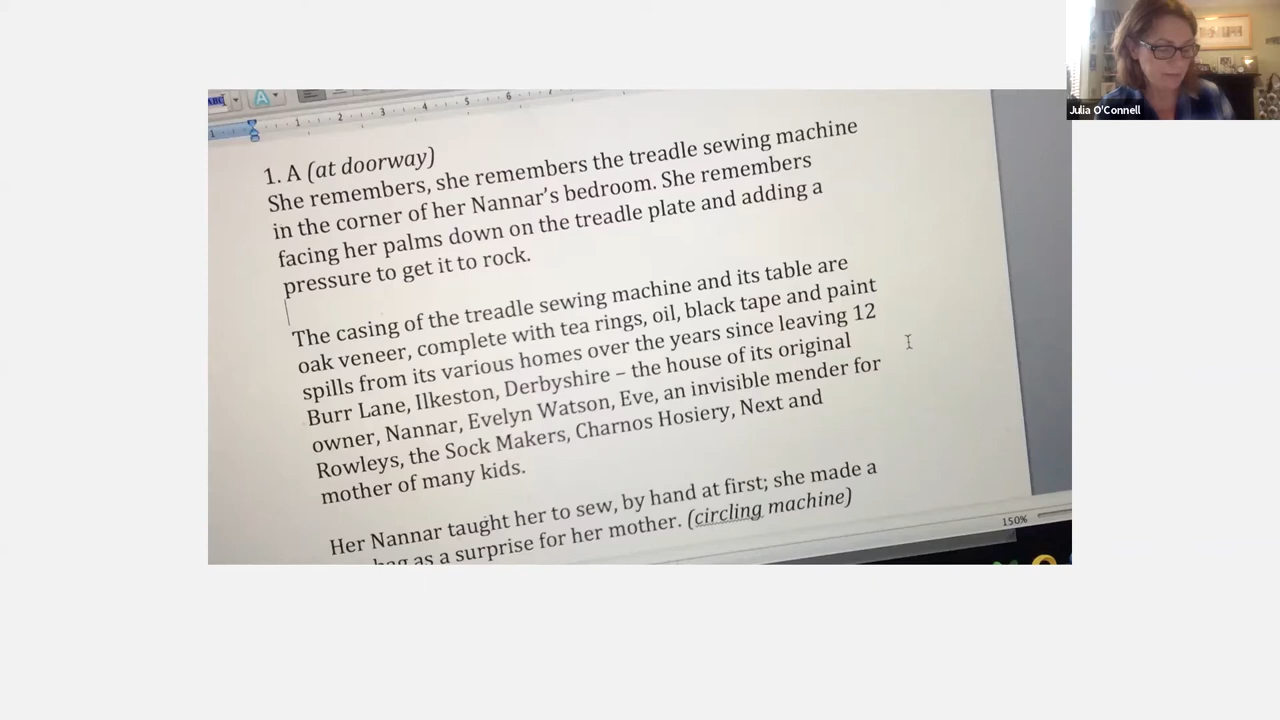 Julia O'Connell
1 2 3 4 5 6
1. A (at doorway)
She remembers, she remembers the treadle sewing machine
in the corner of her Nannar's bedroom. She remembers
facing her palms down on the treadle plate and adding a
pressure to get it to rock.
The casing of the treadle sewing machine and its table are
oak veneer, complete with tea rings, oil, black tape and paint
spills from its various homes over the years since leaving 12
Burr Lane, Ilkeston, Derbyshire – the house of its original
owner, Nannar, Evelyn Watson, Eve, an invisible mender for
Rowleys, the Sock Makers, Charnos Hosiery, Next and
mother of many kids.
Her Nannar taught her to sew, by hand at first; she made a
as a surprise for her mother. (circling machine)
150%